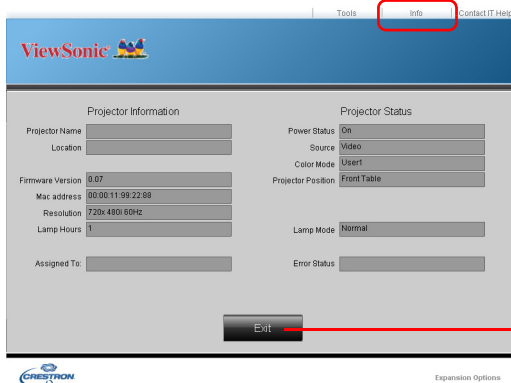 Tools Info Contact IT Help
ViewSonic
Projector Information
Projector Name
Location
Firmware Version 0.07
Mac address 00:00:11:99:22:88
Resolution 720x 480i 60Hz
Lamp Hours 1
Assigned To:
Projector Status
Power Status On
Source Video
Color Mode User1
Projector Position Front Table
Lamp Mode Normal
Error Status
Exit
CRESTRON
Expansion Options